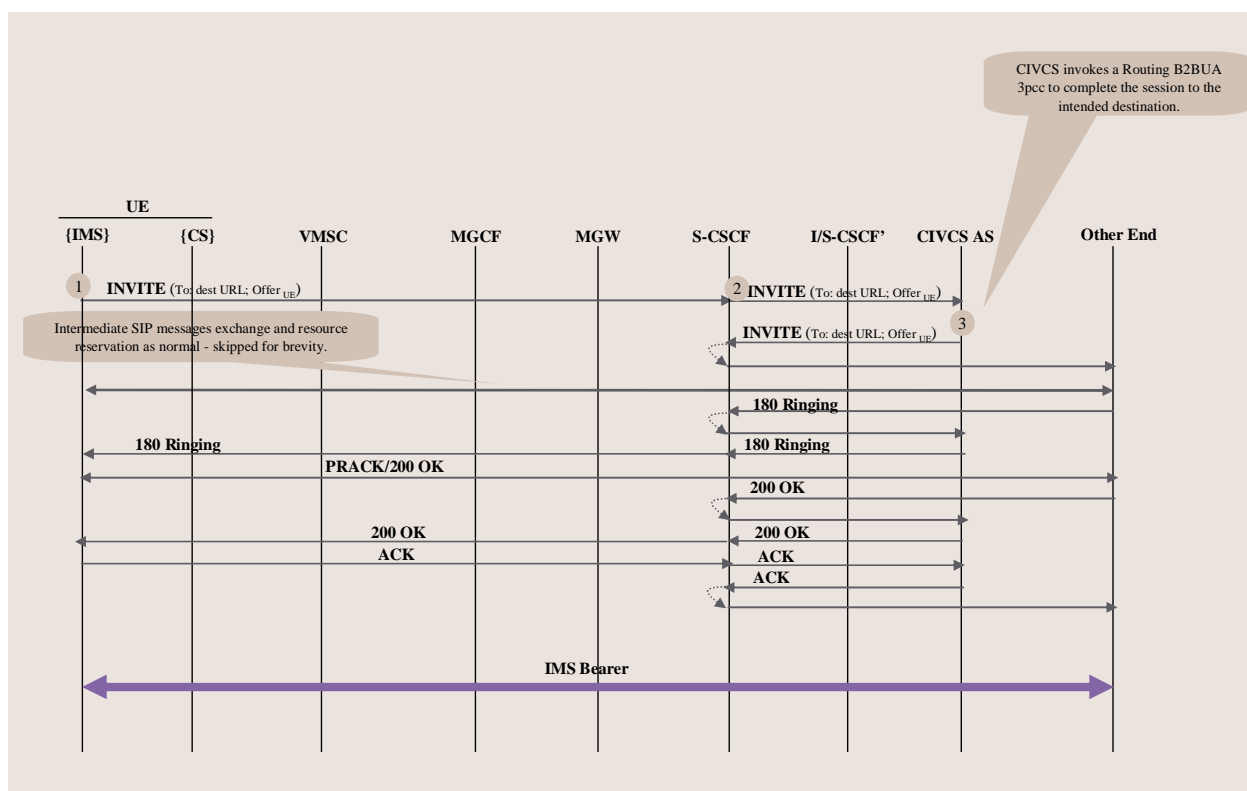 CIVCS invokes a Routing B2BUA
3pcc to complete the session to the
intended destination.
UE
{IMS} {CS} VMSC MGCF MGW S-CSCF I/S-CSCF’ CIVCS AS Other End
1 INVITE (To: dest URL; Offer UE) 2 INVITE (To: dest URL; Offer UE)
Intermediate SIP messages exchange and resource
reservation as normal - skipped for brevity.
3
INVITE (To: dest URL; Offer UE)
180 Ringing
180 Ringing 180 Ringing
PRACK/200 OK
200 OK
200 OK 200 OK
ACK ACK
ACK
IMS Bearer